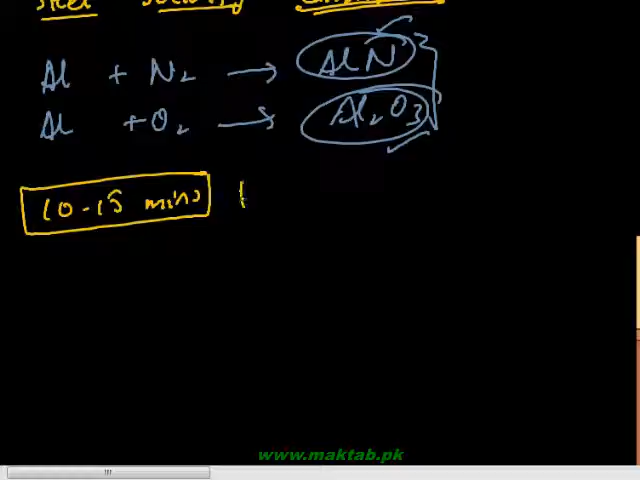 Al + N₂ → AlN
Al + O₂ → Al₂O₃
10-15 mins
www.maktab.pk